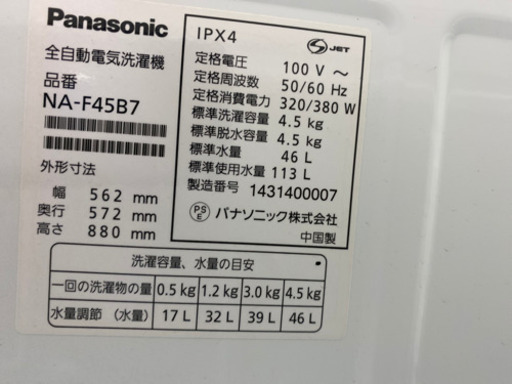 Panasonic
全自動電気洗濯機
品番
NA-F45B7
外形寸法
幅 562 mm
奥行 572 mm
高さ 880 mm
IPX4
S JET
定格電圧 100 V ~
定格周波数 50/60 Hz
定格消費電力 320/380 W
標準洗濯容量 4.5 kg
標準脱水容量 4.5 kg
標準水量 46 L
標準使用水量 113 L
製造番号 1431400007
PSE パナソニック株式会社
中国製
洗濯容量、水量の目安
一回の洗濯物の量 0.5 kg 1.2 kg 3.0 kg 4.5 kg
水量調節 (水量) 17 L 32 L 39 L 46 L